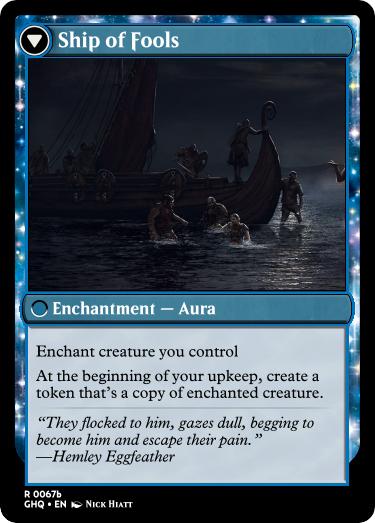 Ship of Fools
Enchantment — Aura
Enchant creature you control
At the beginning of your upkeep, create a
token that's a copy of enchanted creature.
“They flocked to him, gazes dull, begging to
become him and escape their pain.”
—Hemley Eggfeather
R 0067b
GHQ • EN Nick Hiatt